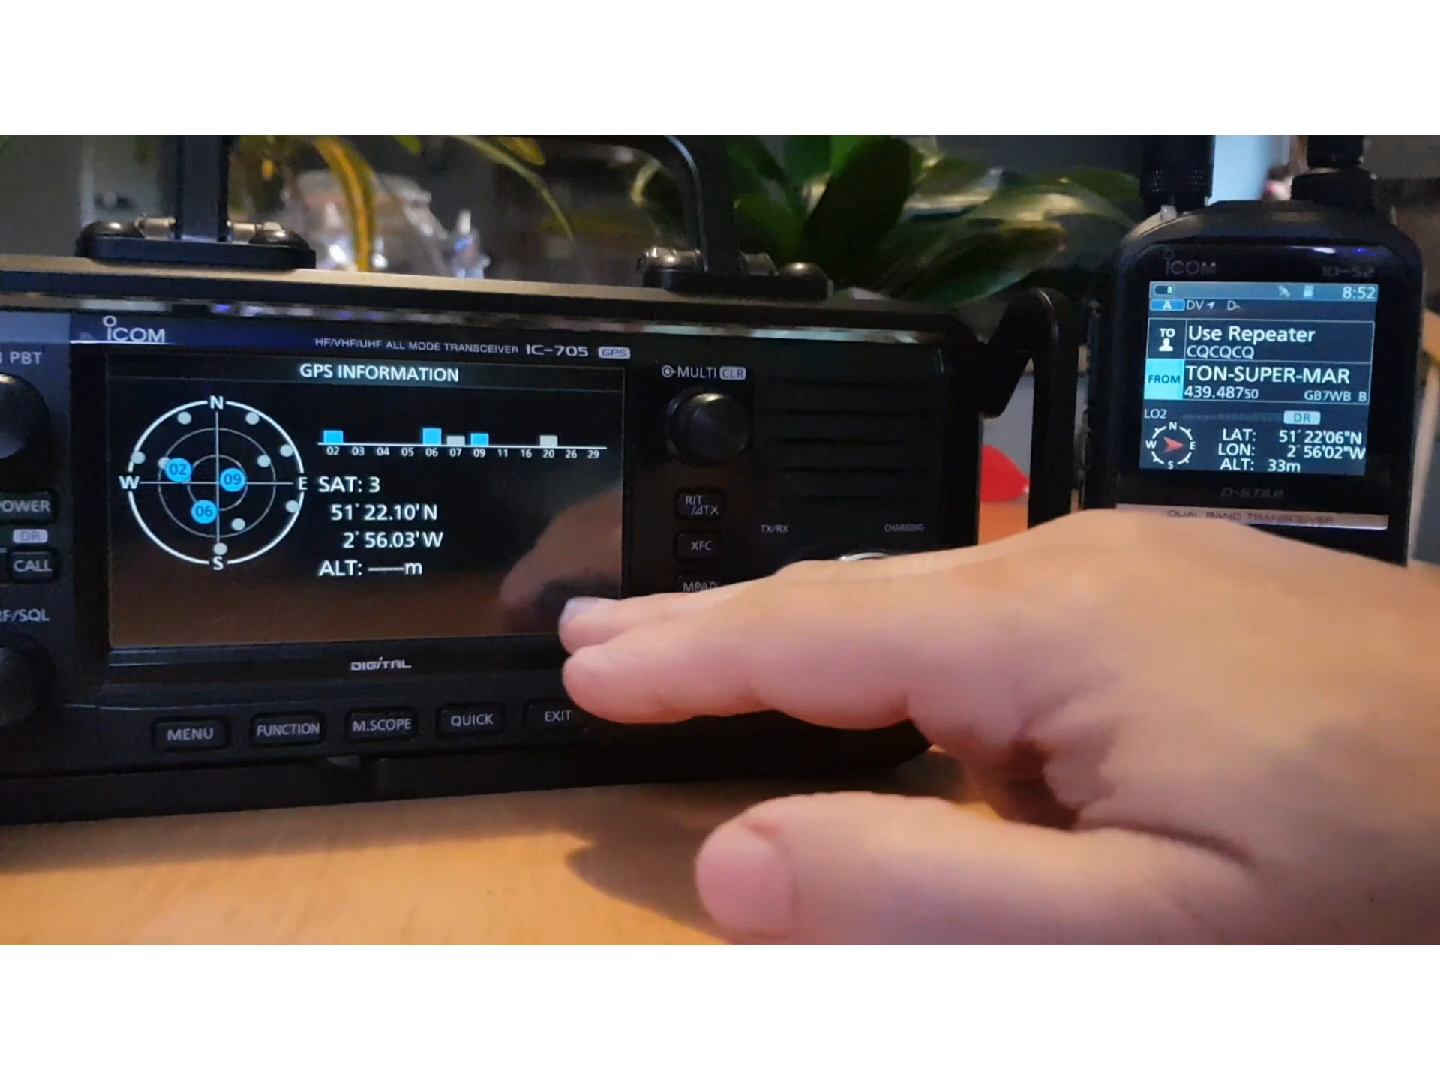 ICOM
HF/VHF/UHF ALL MODE TRANSCEIVER IC-705 GPS
PBT
GPS INFORMATION
N
W
E
S
02
09
06
02 03 04 05 06 07 09 11 16 20 26 29
SAT: 3
51°22.10'N
2°56.03'W
ALT: -----m
DIGITAL
POWER
DR
CALL
RF/SQL
MENU
FUNCTION
M.SCOPE
QUICK
EXIT
MULTI CLR
RIT
/ΔTX
XFC
MPAD
TX/RX
CHARGING
ICOM
ID-52
8:52
A DV D-
TO
Use Repeater
CQCQCQ
FROM
TON-SUPER-MAR
439.48750 GB7WB B
LO2
DR
N
W
E
S
LAT: 51°22'06"N
LON: 2°56'02"W
ALT: 33m
D-STAR
DUAL BAND TRANSCEIVER